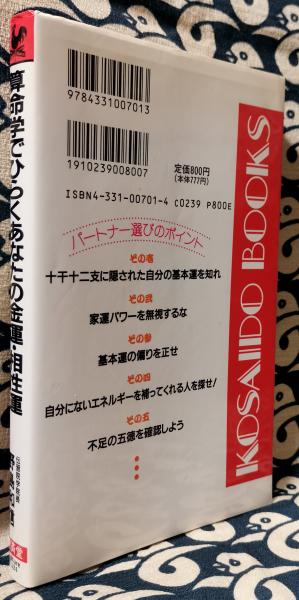 算命学でひらくあなたの金運・相性運
9784331007013
1910239008007
定価800円
(本体777円)
ISBN4-331-00701-4 C0239 P800E
パートナー選びのポイント
その壱
十干十二支に隠された自分の基本運を知れ
その弐
家運パワーを無視するな
その参
基本運の偏りを正せ
その四
自分にないエネルギーを補ってくれる人を探せ!
その五
不足の五徳を確認しよう
KOSAIDO BOOKS